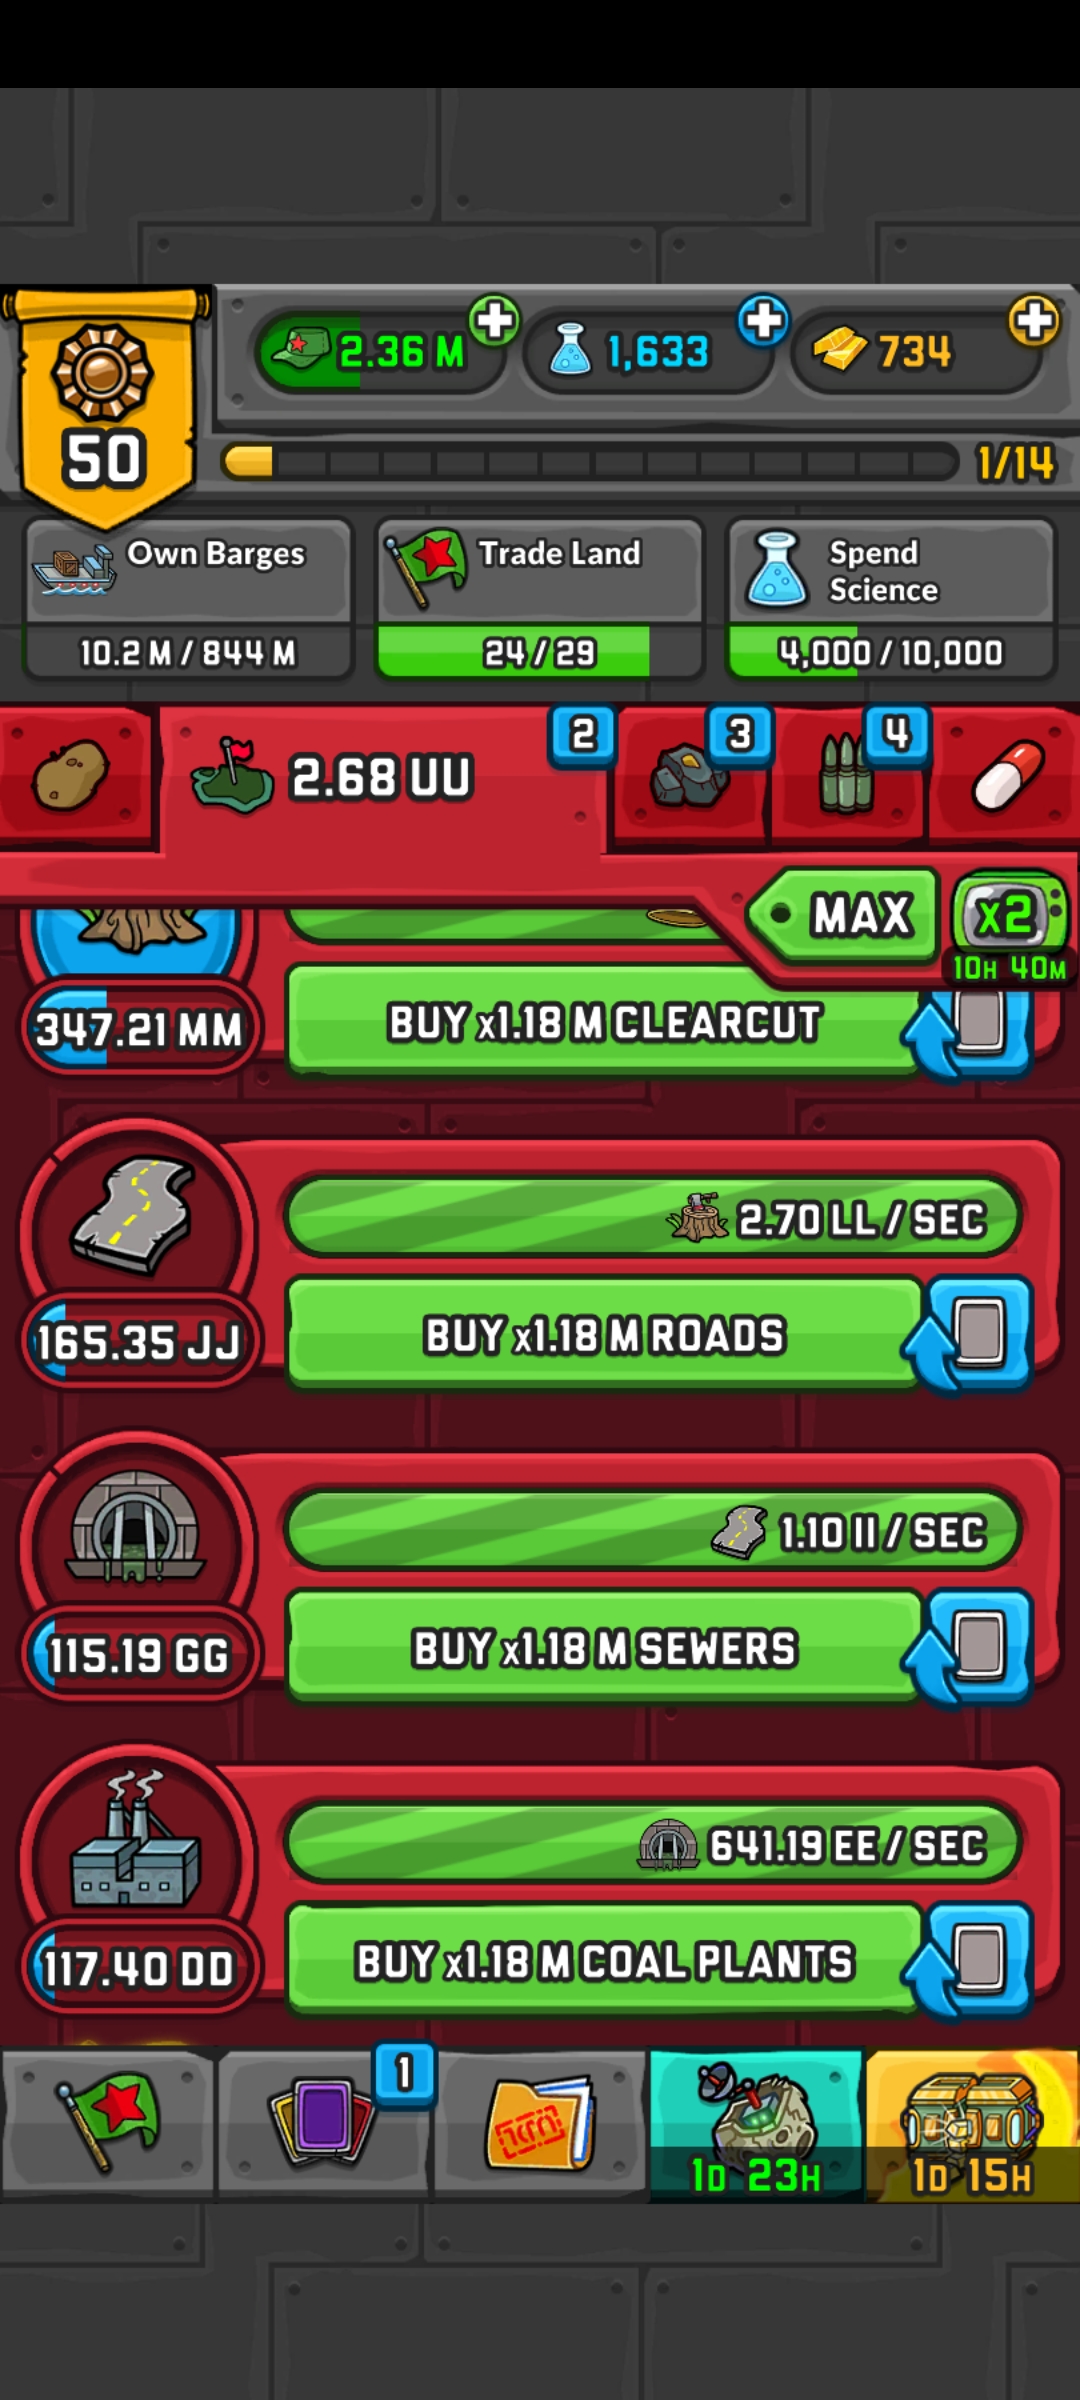 2.36 M
1,633
734
50
1/14
Own Barges
10.2 M / 844 M
Trade Land
24 / 29
Spend
Science
4,000 / 10,000
2.68 UU
2
3
4
MAX
x2
10H 40M
347.21 MM
BUY x1.18 M CLEARCUT
2.70 LL / SEC
165.35 JJ
BUY x1.18 M ROADS
1.10 II / SEC
115.19 GG
BUY x1.18 M SEWERS
641.19 EE / SEC
117.40 DD
BUY x1.18 M COAL PLANTS
1
1D 23H
1D 15H